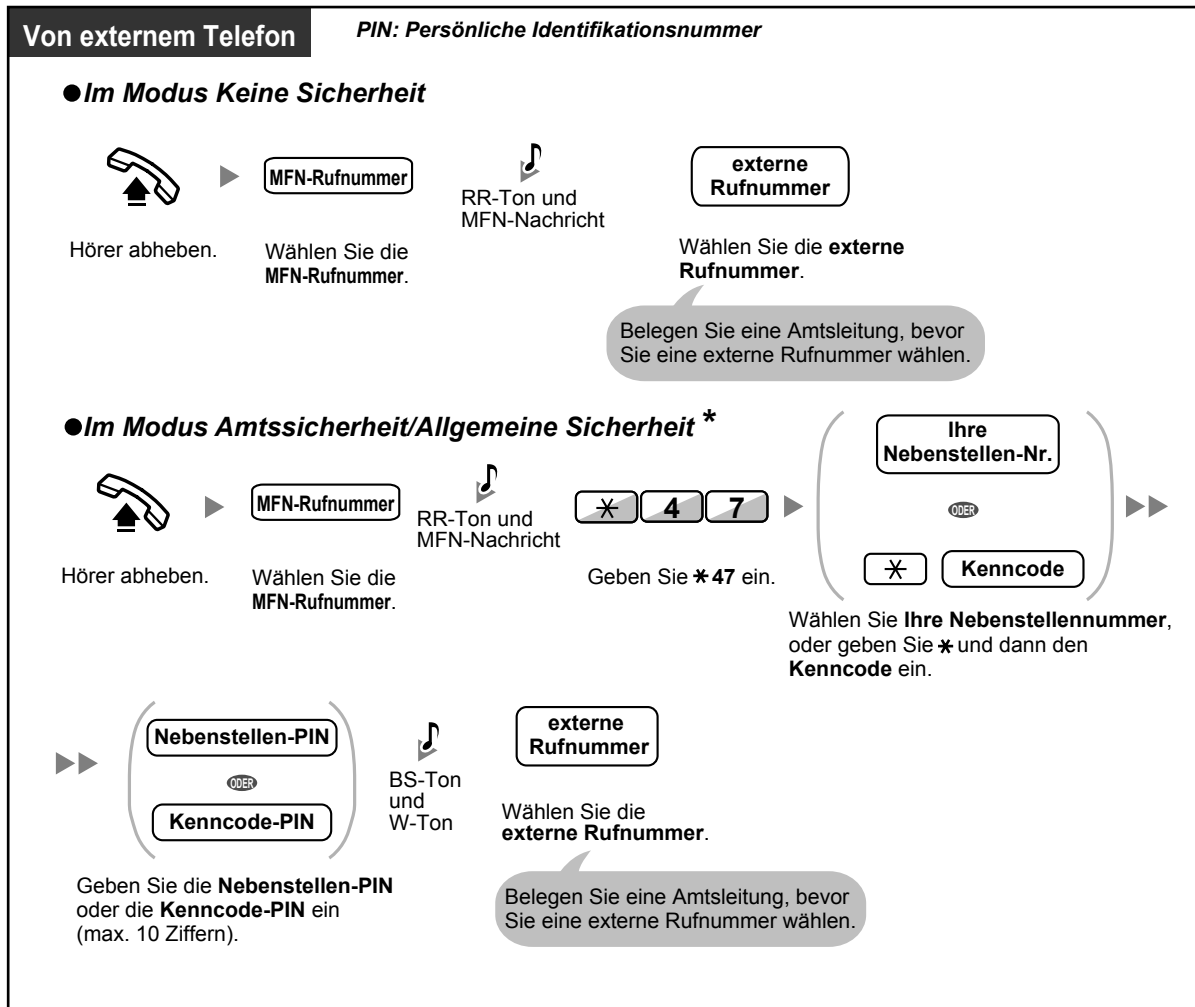 Von externem Telefon
PIN: Persönliche Identifikationsnummer
●Im Modus Keine Sicherheit
MFN-Rufnummer
RR-Ton und
MFN-Nachricht
externe
Rufnummer
Hörer abheben.
Wählen Sie die
MFN-Rufnummer.
Wählen Sie die externe
Rufnummer.
Belegen Sie eine Amtsleitung, bevor
Sie eine externe Rufnummer wählen.
●Im Modus Amtssicherheit/Allgemeine Sicherheit *
MFN-Rufnummer
RR-Ton und
MFN-Nachricht
* 4 7
Ihre
Nebenstellen-Nr.
ODER
* Kenncode
Hörer abheben.
Wählen Sie die
MFN-Rufnummer.
Geben Sie * 47 ein.
Wählen Sie Ihre Nebenstellennummer,
oder geben Sie * und dann den
Kenncode ein.
Nebenstellen-PIN
ODER
Kenncode-PIN
BS-Ton
und
W-Ton
externe
Rufnummer
Geben Sie die Nebenstellen-PIN
oder die Kenncode-PIN ein
(max. 10 Ziffern).
Wählen Sie die
externe Rufnummer.
Belegen Sie eine Amtsleitung, bevor
Sie eine externe Rufnummer wählen.